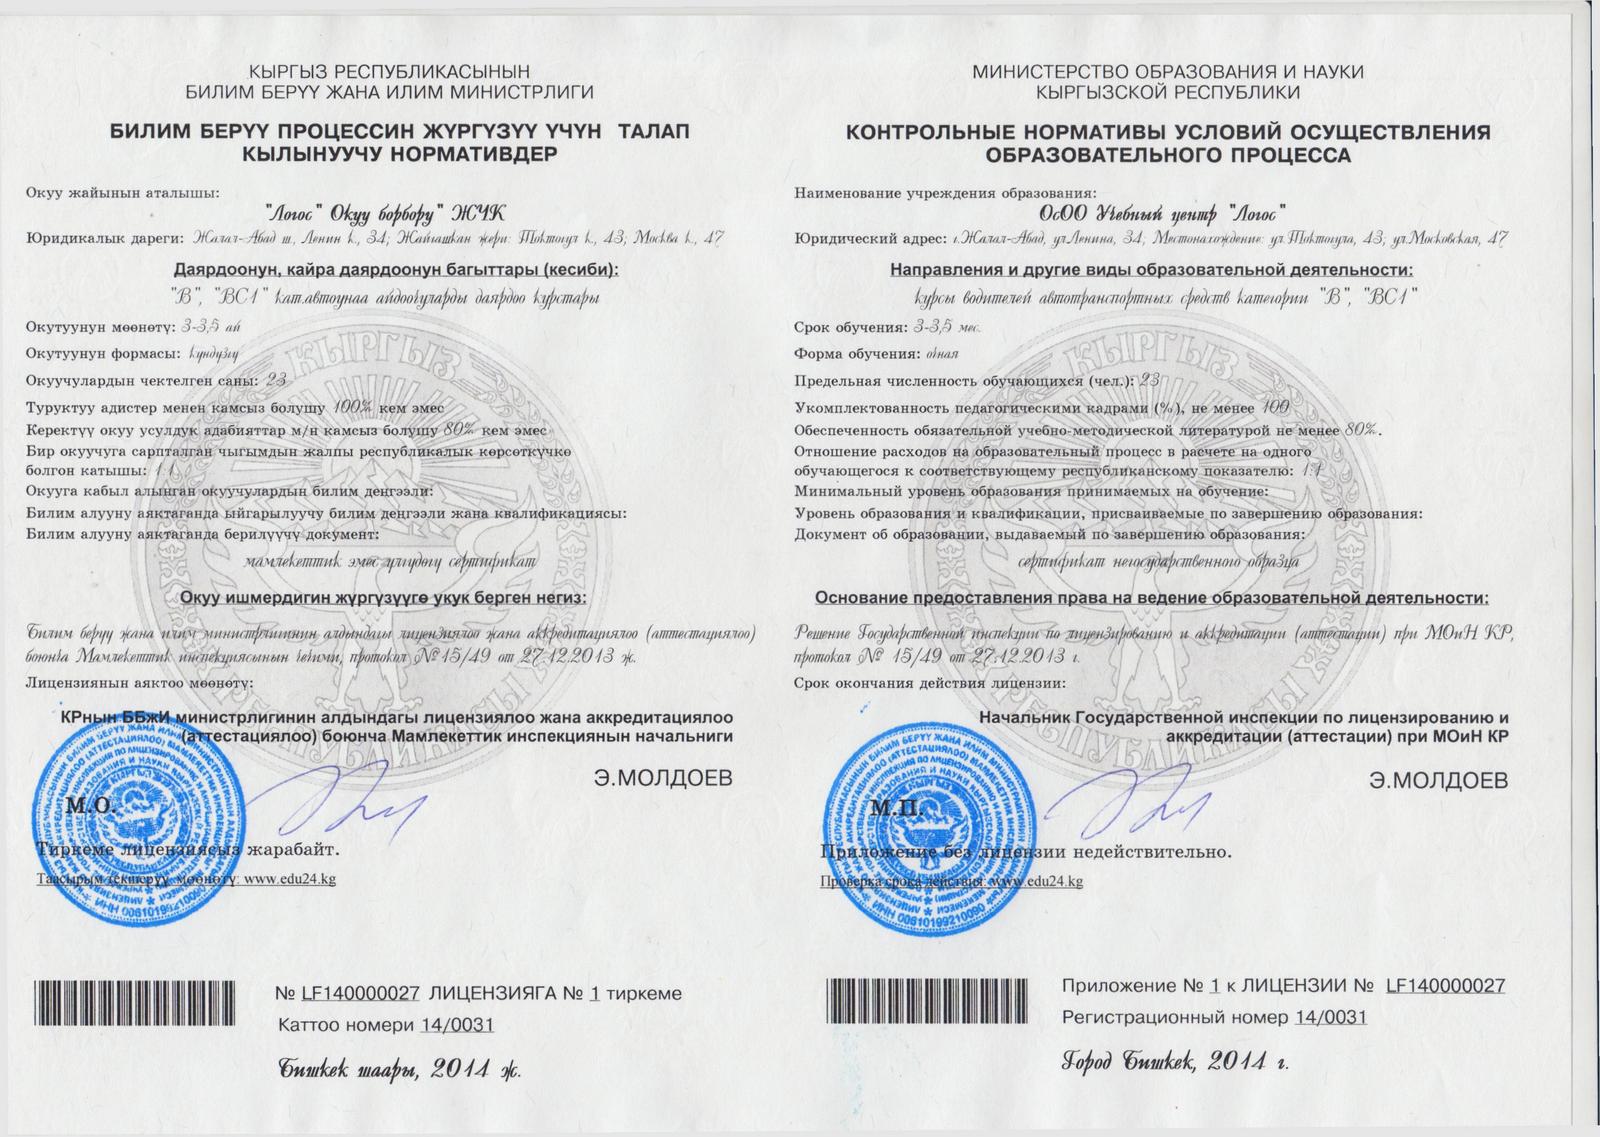 КЫРГЫЗ РЕСПУБЛИКАСЫНЫН
БИЛИМ БЕРҮҮ ЖАНА ИЛИМ МИНИСТРЛИГИ
БИЛИМ БЕРҮҮ ПРОЦЕССИН ЖҮРГҮЗҮҮ ҮЧҮН ТАЛАП
КЫЛЫНУУЧУ НОРМАТИВДЕР
Окуу жайынын аталышы:
"Логос" Окуу борбору" ЖЧК
Юридикалык дареги: Жалал-Абад ш., Ленин к., 34; Жайгашкан жери: Токтогул к., 43; Москва к., 47
Даярдоонун, кайра даярдоонун багыттары (кесиби):
"В", "ВС1" кат.автоунаа айдоочуларды даярдоо курстары
Окутуунун мөөнөтү: 3-3,5 ай
Окутуунун формасы: күндүзгү
Окуучулардын чектелген саны: 23
Туруктуу адистер менен камсыз болушу 100% кем эмес
Керектүү окуу усулдук адабияттар м/н камсыз болушу 80% кем эмес
Бир окуучуга сарпталган чыгымдын жалпы республикалык көрсөткүчкө
болгон катышы: 1:1
Окууга кабыл алынган окуучулардын билим деңгээли:
Билим алууну аяктаганда ыйгарылуучу билим деңгээли жана квалификациясы:
Билим алууну аяктаганда берилүүчү документ:
мамлекеттик эмес үлгүдөгү сертификат
Окуу ишмердигин жүргүзүүгө укук берген негиз:
Билим берүү жана илим министрлигинин алдындагы лицензиялоо жана аккредитациялоо (аттестациялоо)
боюнча Мамлекеттик инспекциясынын чечими, протокол № 15/49 от 27.12.2013 ж.
Лицензиянын аяктоо мөөнөтү:
КРнын ББжИ министрлигинин алдындагы лицензиялоо жана аккредитациялоо
(аттестациялоо) боюнча Мамлекеттик инспекциянын начальниги
Э.МОЛДОЕВ
М.О.
Тиркеме лицензиясыз жарабайт.
Таасырым текшерүү мөөнөтү: www.edu24.kg
№ LF140000027 ЛИЦЕНЗИЯГА № 1 тиркеме
Каттоо номери 14/0031
Бишкек шаары, 2014 ж.
МИНИСТЕРСТВО ОБРАЗОВАНИЯ И НАУКИ
КЫРГЫЗСКОЙ РЕСПУБЛИКИ
КОНТРОЛЬНЫЕ НОРМАТИВЫ УСЛОВИЙ ОСУЩЕСТВЛЕНИЯ
ОБРАЗОВАТЕЛЬНОГО ПРОЦЕССА
Наименование учреждения образования:
ОсОО Учебный центр "Логос"
Юридический адрес: г.Жалал-Абад, ул.Ленина, 34; Местонахождение: ул.Токтогула, 43; ул.Московская, 47
Направления и другие виды образовательной деятельности:
курсы водителей автотранспортных средств категории "В", "ВС1"
Срок обучения: 3-3,5 мес.
Форма обучения: очная
Предельная численность обучающихся (чел.): 23
Укомплектованность педагогическими кадрами (%), не менее 100
Обеспеченность обязательной учебно-методической литературой не менее 80%.
Отношение расходов на образовательный процесс в расчете на одного
обучающегося к соответствующему республиканскому показателю: 1:1
Минимальный уровень образования принимаемых на обучение:
Уровень образования и квалификации, присваиваемые по завершению образования:
Документ об образовании, выдаваемый по завершению образования:
сертификат негосударственного образца
Основание предоставления права на ведение образовательной деятельности:
Решение Государственной инспекции по лицензированию и аккредитации (аттестации) при МОиН КР,
протокол № 15/49 от 27.12.2013 г.
Срок окончания действия лицензии:
Начальник Государственной инспекции по лицензированию и
аккредитации (аттестации) при МОиН КР
Э.МОЛДОЕВ
М.П.
Приложение без лицензии недействительно.
Проверка срока действия: www.edu24.kg
Приложение № 1 к ЛИЦЕНЗИИ № LF140000027
Регистрационный номер 14/0031
Город Бишкек, 2014 г.